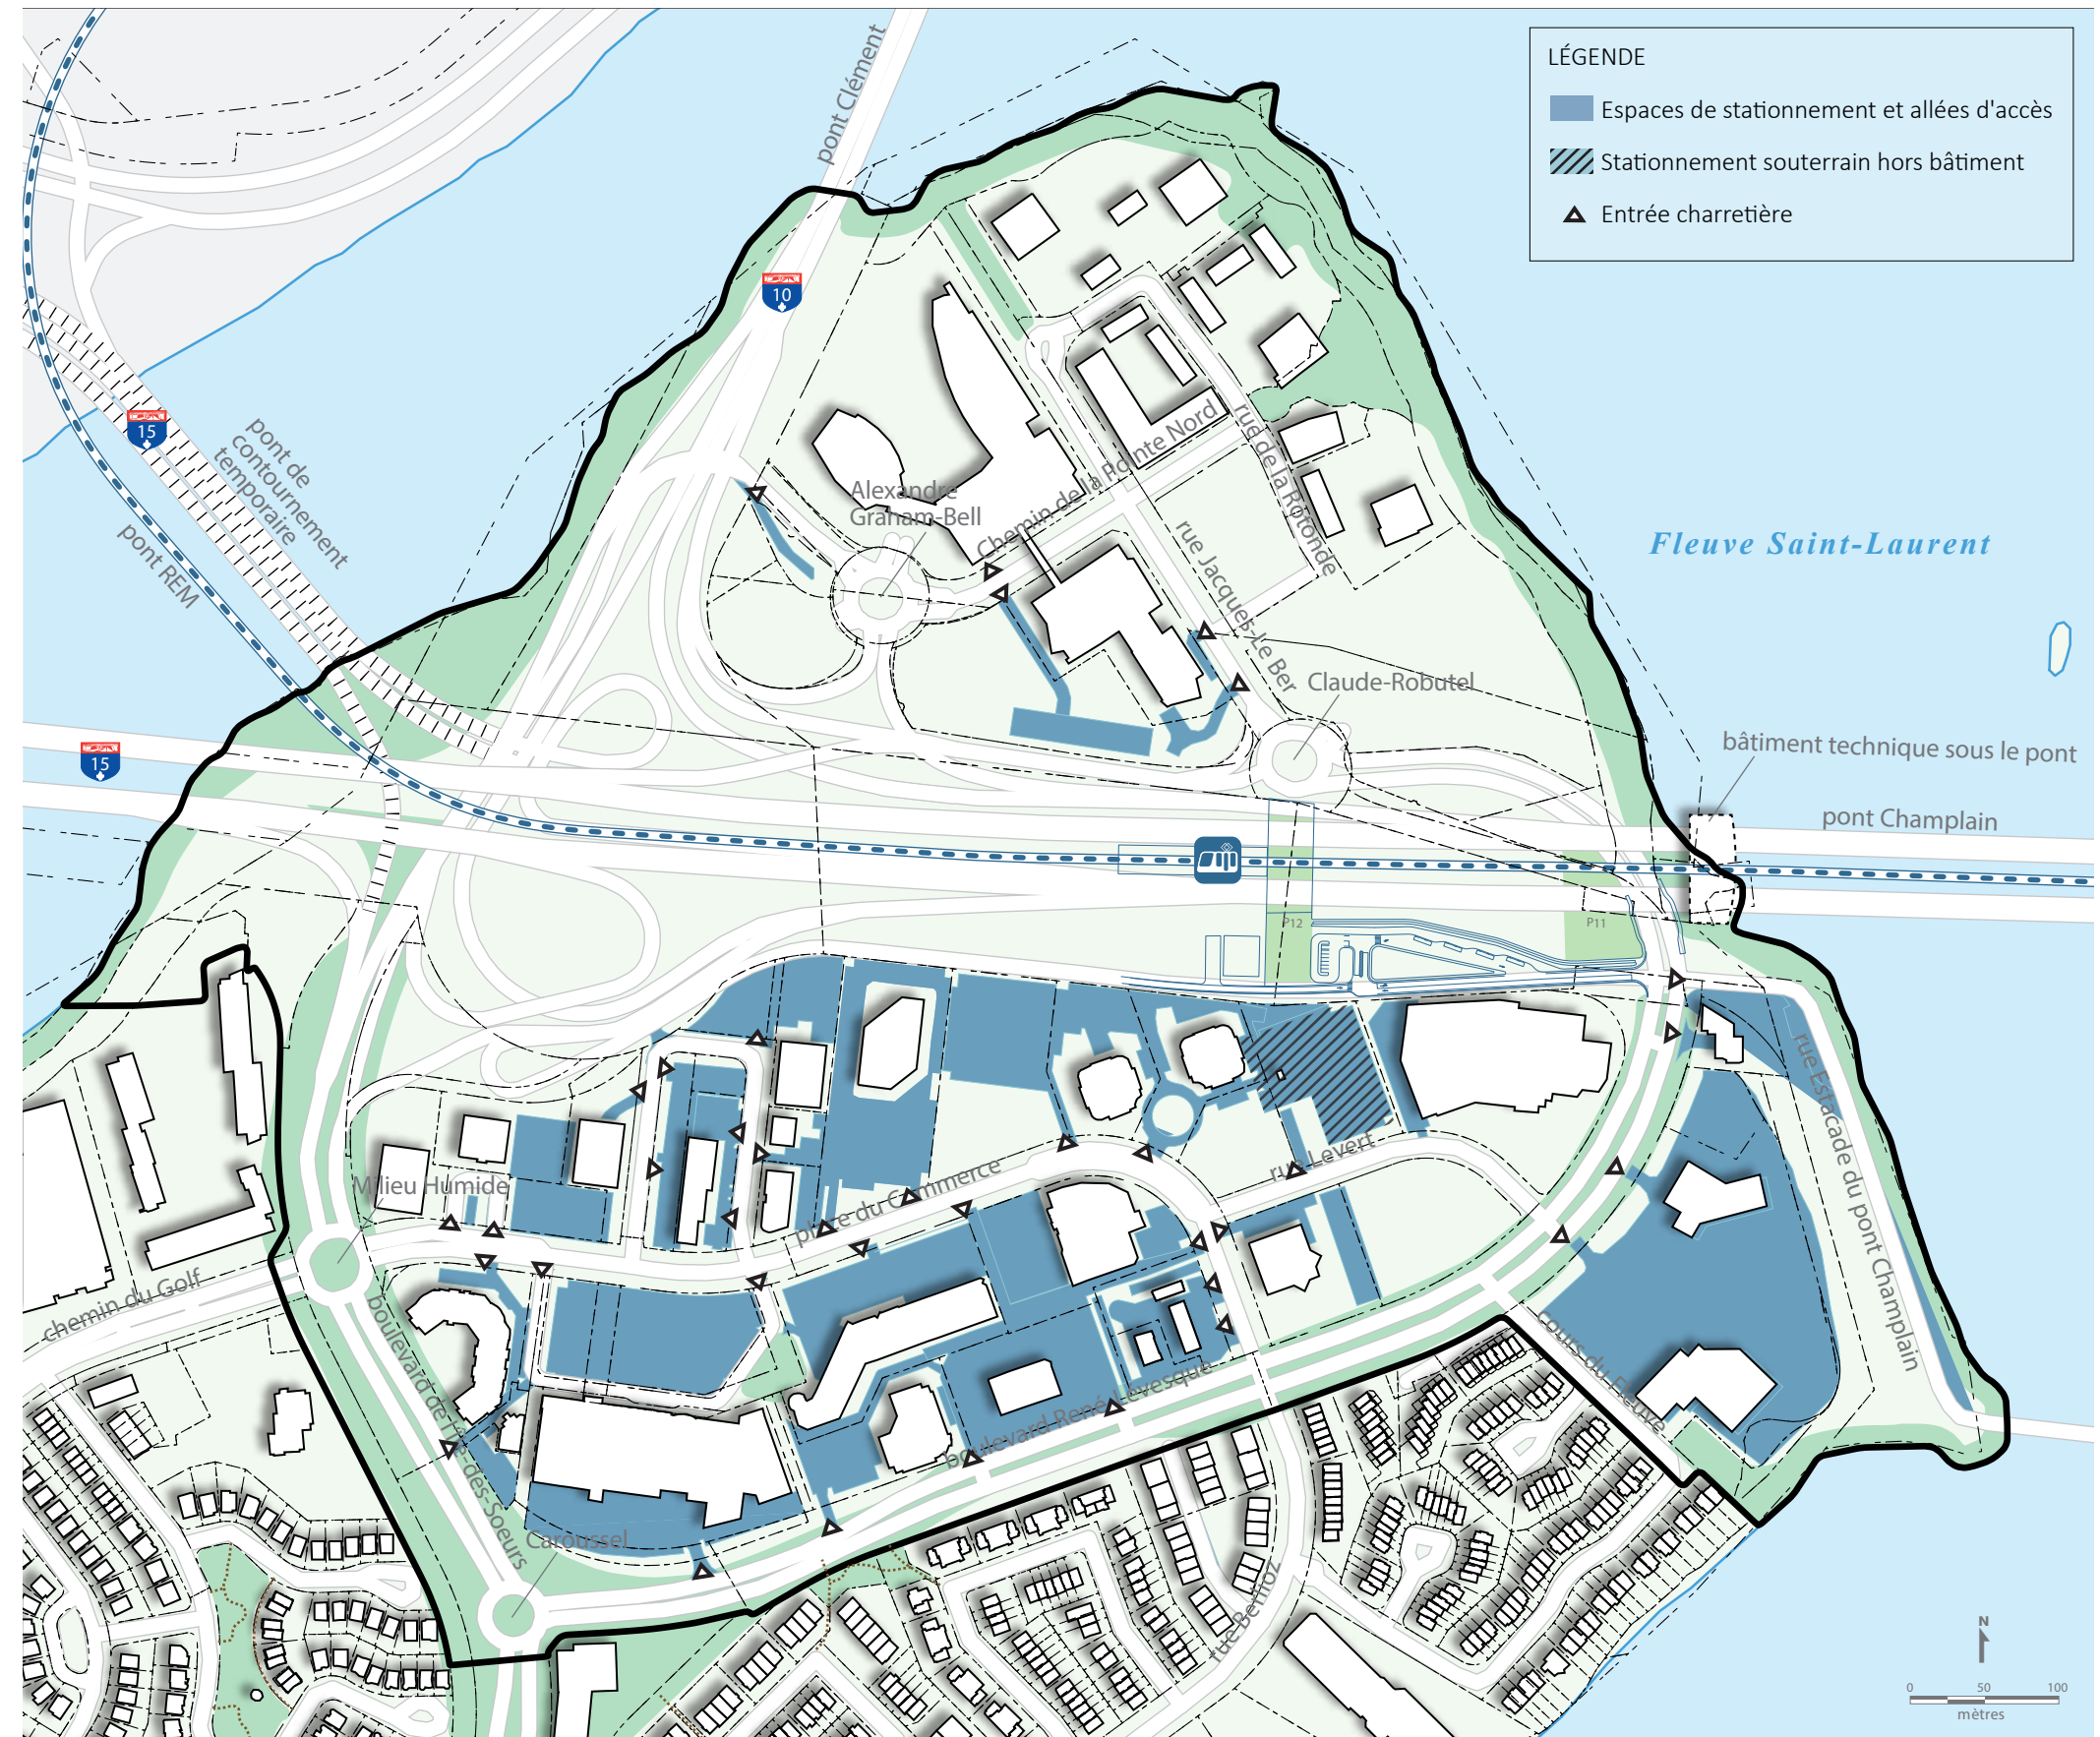 LÉGENDE
Espaces de stationnement et allées d'accès
Stationnement souterrain hors bâtiment
Entrée charretière
pont Clément
10
15
pont de
contournement
temporaire
pont REM
Alexandre
Graham-Bell
Chemin de la Pointe Nord
rue de la Rotonde
rue Jacques-Le Ber
Fleuve Saint-Laurent
Claude-Robutel
15
bâtiment technique sous le pont
pont Champlain
P12
P11
rue Estacade du pont Champlain
Milieu Humide
place du Commerce
rue Levert
chemin du Golf
boulevard de l'Île-des-Soeurs
boulevard René-Lévesque
cours du Fleuve
Caroussel
rue Berlioz
N
0 50 100
mètres